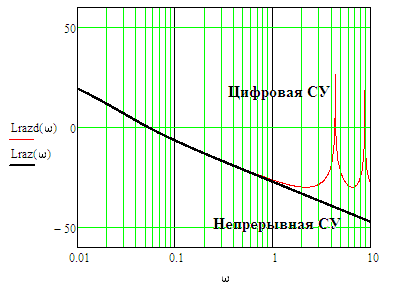 50
Цифровая СУ
Lrazd(ω)
0
Lraz(ω)
Непрерывная СУ
−50
0.01 0.1 1 10
ω